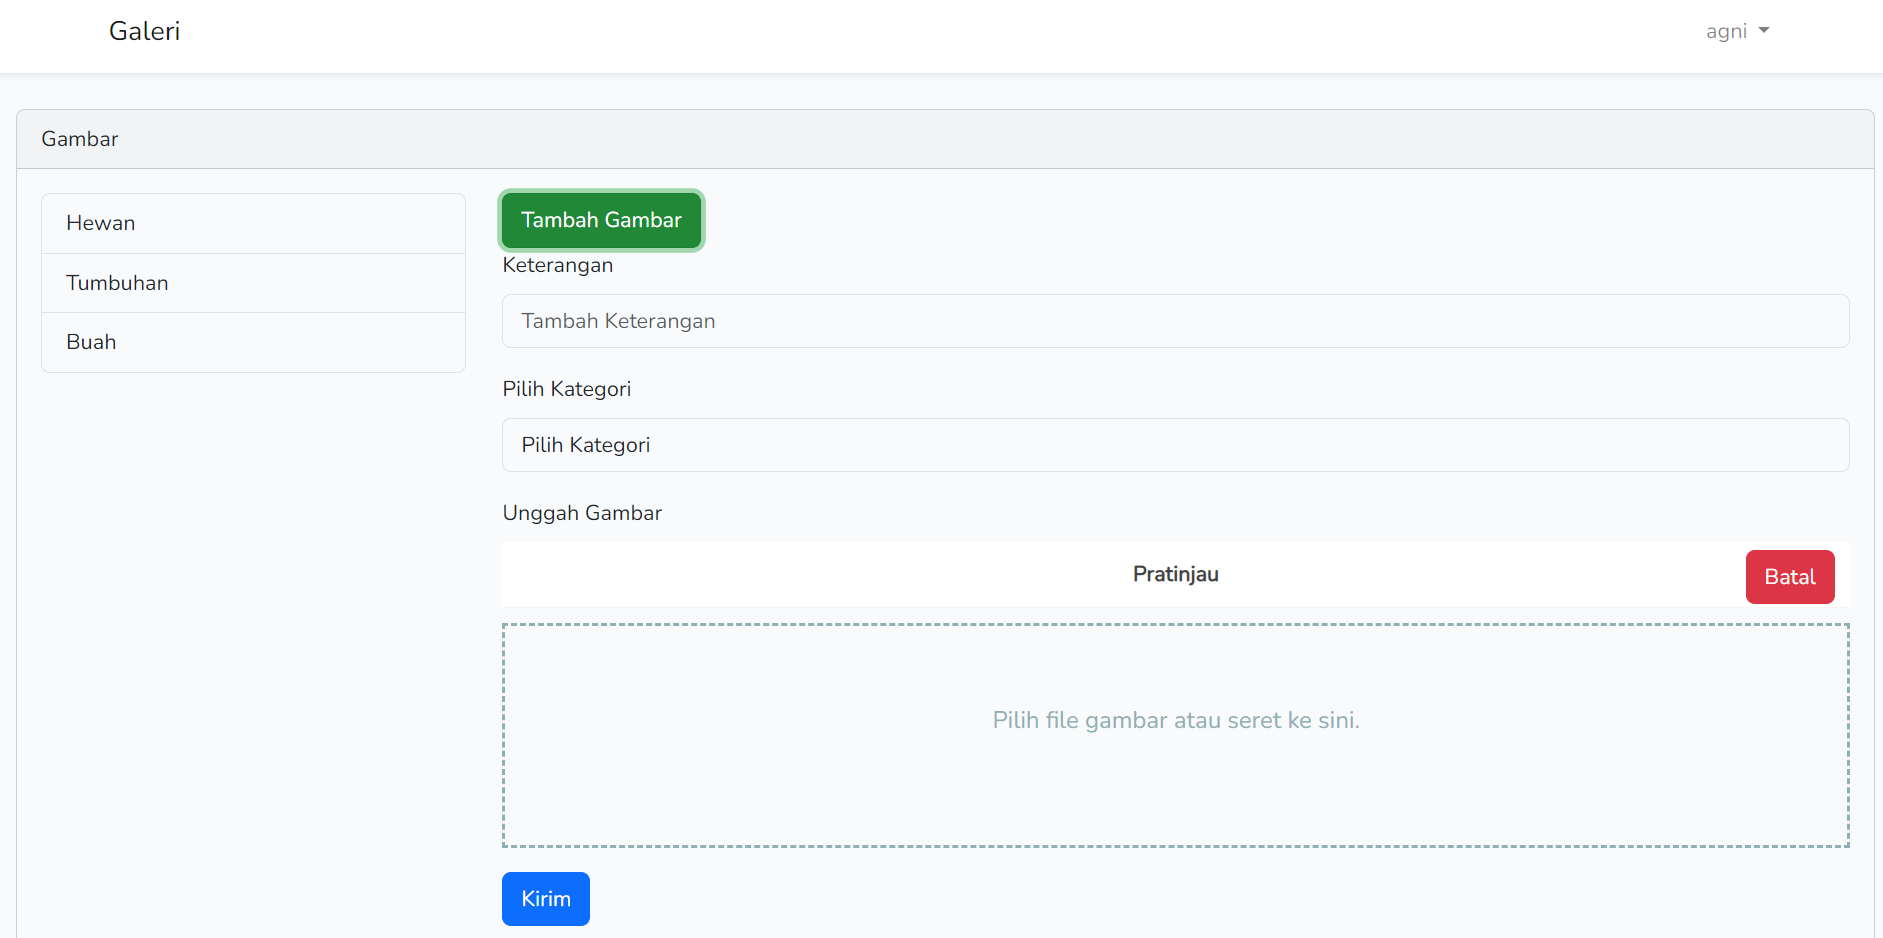 Galeri
agni
Gambar
Hewan
Tumbuhan
Buah
Tambah Gambar
Keterangan
Tambah Keterangan
Pilih Kategori
Pilih Kategori
Unggah Gambar
Pratinjau
Batal
Pilih file gambar atau seret ke sini.
Kirim